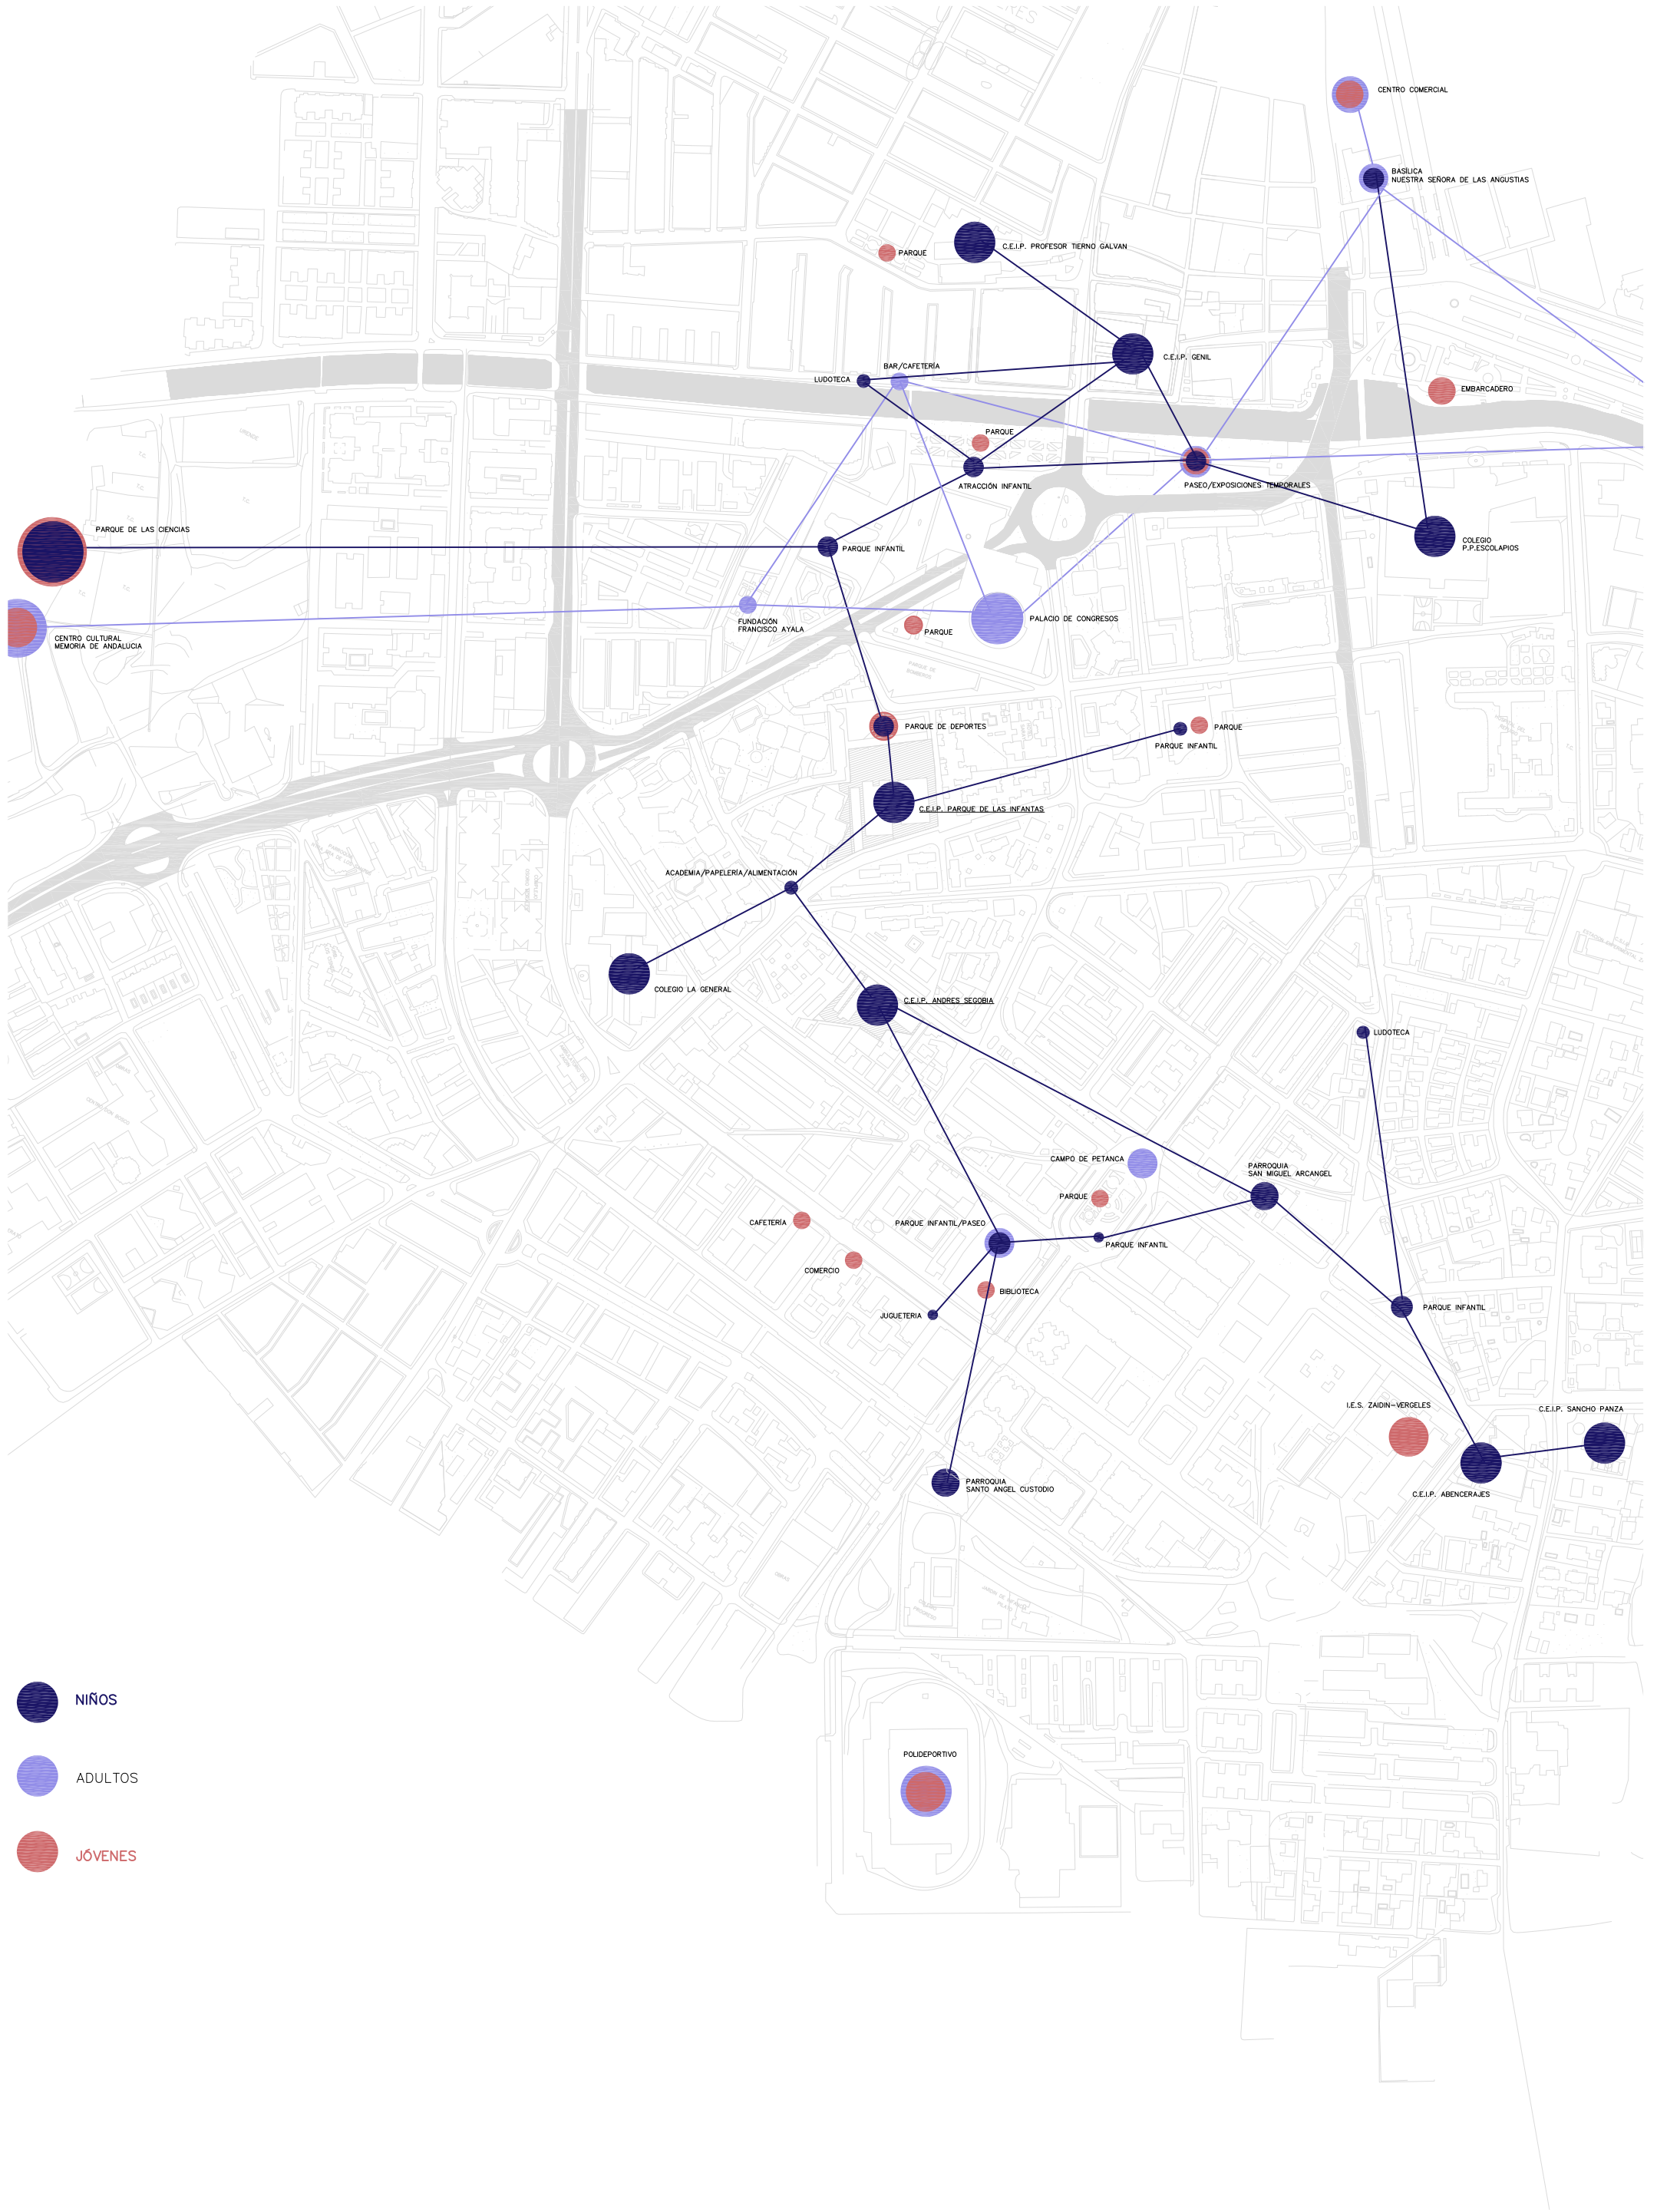 CENTRO COMERCIAL
BASÍLICA
NUESTRA SEÑORA DE LAS ANGUSTIAS
C.E.I.P. PROFESOR TIERNO GALVAN
PARQUE
C.E.I.P. GENIL
BAR/CAFETERÍA
LUDOTECA
EMBARCADERO
PARQUE
ATRACCIÓN INFANTIL
PASEO/EXPOSICIONES TEMPORALES
PARQUE DE LAS CIENCIAS
PARQUE INFANTIL
COLEGIO
P.P.ESCOLAPIOS
FUNDACIÓN
FRANCISCO AYALA
PALACIO DE CONGRESOS
PARQUE
CENTRO CULTURAL
MEMORIA DE ANDALUCIA
PARQUE DE DEPORTES
PARQUE
PARQUE INFANTIL
C.E.I.P. PARQUE DE LAS INFANTAS
ACADEMIA/PAPELERÍA/ALIMENTACIÓN
COLEGIO LA GENERAL
C.E.I.P. ANDRES SEGOBIA
LUDOTECA
CAMPO DE PETANCA
PARROQUIA
SAN MIGUEL ARCANGEL
PARQUE
CAFETERÍA
PARQUE INFANTIL/PASEO
PARQUE INFANTIL
COMERCIO
BIBLIOTECA
JUGUETERIA
PARQUE INFANTIL
I.E.S. ZAIDIN-VERGELES
C.E.I.P. SANCHO PANZA
PARROQUIA
SANTO ANGEL CUSTODIO
C.E.I.P. ABENCERAJES
NIÑOS
POLIDEPORTIVO
ADULTOS
JÓVENES